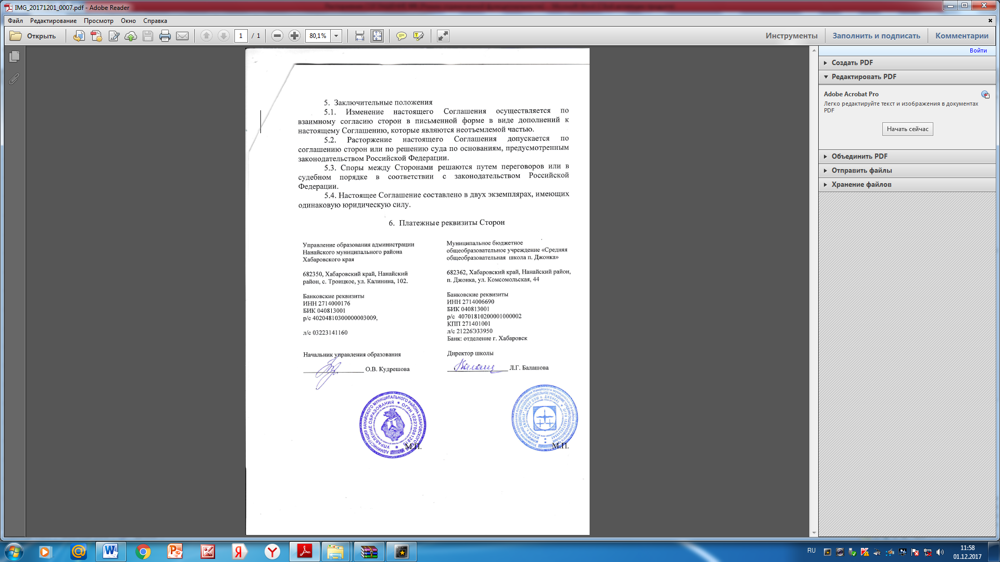 IMG_20171201_0007.pdf - Adobe Reader
Файл Редактирование Просмотр Окно Справка
Открыть
1 / 1
80,1%
Инструменты Заполнить и подписать Комментарии
Войти
Создать PDF
Редактировать PDF
Adobe Acrobat Pro
Легко редактируйте текст и изображения в документах
PDF
Начать сейчас
Объединить PDF
Отправить файлы
Хранение файлов
5. Заключительные положения
5.1. Изменение настоящего Соглашения осуществляется по
взаимному согласию сторон в письменной форме в виде дополнений к
настоящему Соглашению, которые являются неотъемлемой частью.
5.2. Расторжение настоящего Соглашения допускается по
соглашению сторон или по решению суда по основаниям, предусмотренным
законодательством Российской Федерации.
5.3. Споры между Сторонами решаются путем переговоров или в
судебном порядке в соответствии с законодательством Российской
Федерации.
5.4. Настоящее Соглашение составлено в двух экземплярах, имеющих
одинаковую юридическую силу.
6. Платежные реквизиты Сторон
Управление образования администрации
Нанайского муниципального района
Хабаровского края
682350, Хабаровский край, Нанайский
район, с. Троицкое, ул. Калинина, 102.
Банковские реквизиты
ИНН 2714000176
БИК 040813001
р/с 40204810300000003009,
л/с 03223141160
Начальник управления образования
О.В. Кудрешова
М.П.
Муниципальное бюджетное
общеобразовательное учреждение «Средняя
общеобразовательная школа п. Джонка»
682362, Хабаровский край, Нанайский район,
п. Джонка, ул. Комсомольская, 44
Банковские реквизиты
ИНН 2714006690
БИК 040813001
р/с 40701810200001000002
КПП 271401001
л/с 21226Э33950
Банк: отделение г. Хабаровск
Директор школы
Л.Г. Балашова
М.П.
АДМИНИСТРАЦИЯ НАНАЙСКОГО МУНИЦИПАЛЬНОГО РАЙОНА ХАБАРОВСКОГО
УПРАВЛЕНИЕ ОБРАЗОВАНИЯ * ОГРН
RU
11:58
01.12.2017